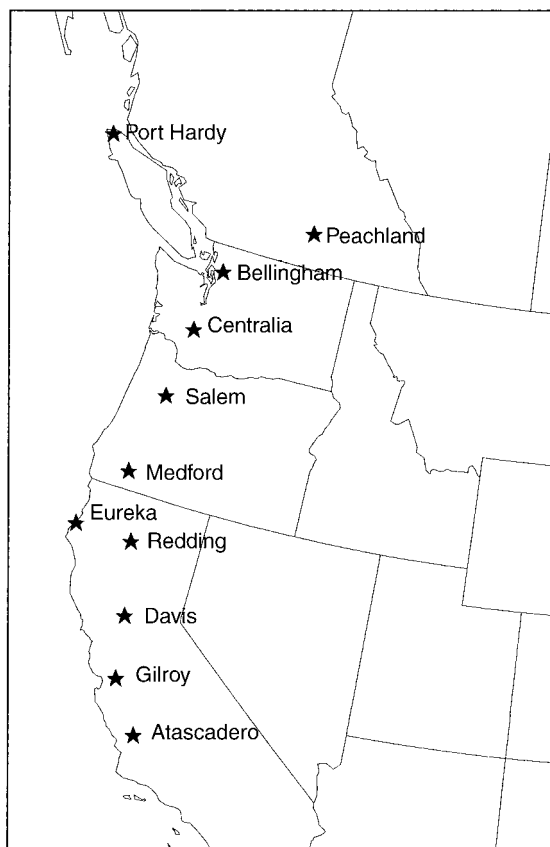 Port Hardy
Peachland
Bellingham
Centralia
Salem
Medford
Eureka
Redding
Davis
Gilroy
Atascadero